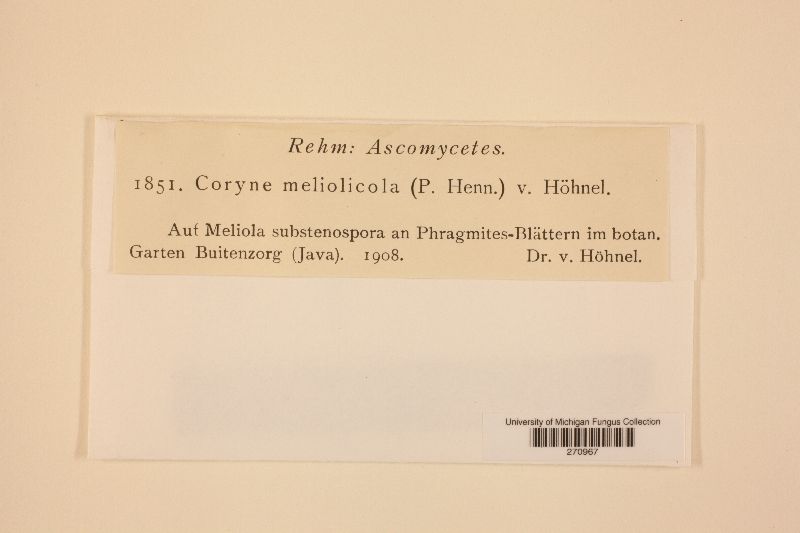 Rehm: Ascomycetes.
1851. Coryne meliolicola (P. Henn.) v. Höhnel.
Auf Meliola substenospora an Phragmites-Blättern im botan.
Garten Buitenzorg (Java). 1908. Dr. v. Höhnel.
University of Michigan Fungus Collection
270967